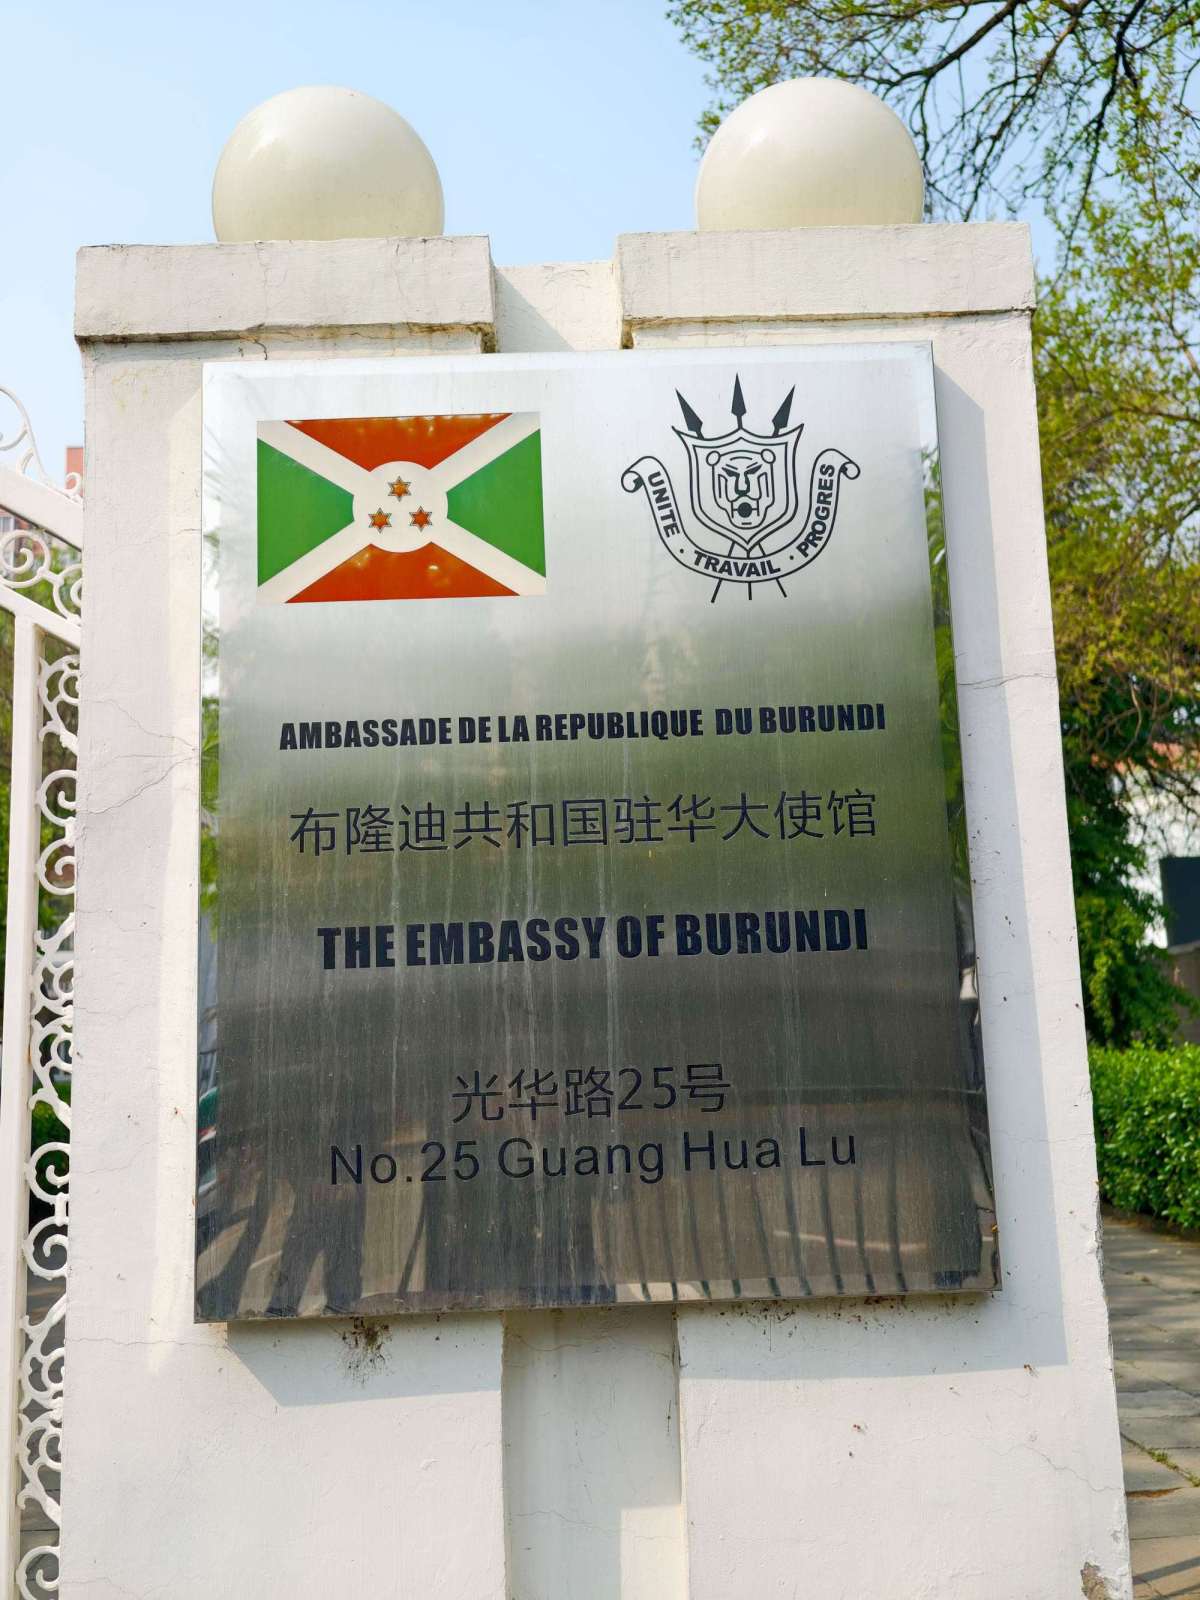 UNITE · TRAVAIL · PROGRES
AMBASSADE DE LA REPUBLIQUE DU BURUNDI
布隆迪共和国驻华大使馆
THE EMBASSY OF BURUNDI
光华路25号
No.25 Guang Hua Lu